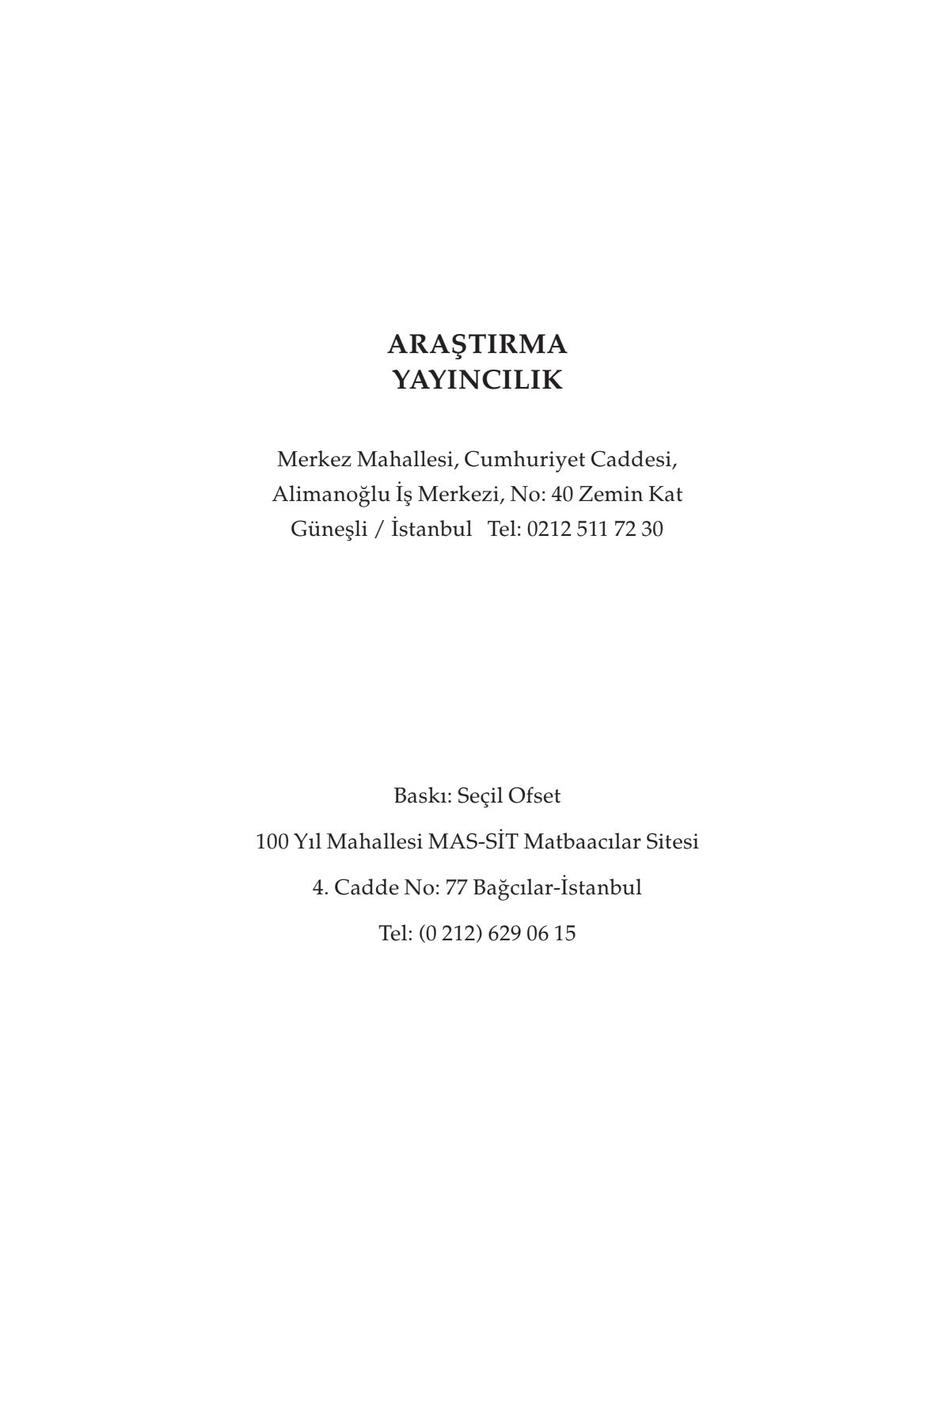 ARAŞTIRMA
YAYINCILIK
Merkez Mahallesi, Cumhuriyet Caddesi,
Alimanoğlu İş Merkezi, No: 40 Zemin Kat
Güneşli / İstanbul   Tel: 0212 511 72 30
Baskı: Seçil Ofset
100 Yıl Mahallesi MAS-SİT Matbaacılar Sitesi
4. Cadde No: 77 Bağcılar-İstanbul
Tel: (0 212) 629 06 15